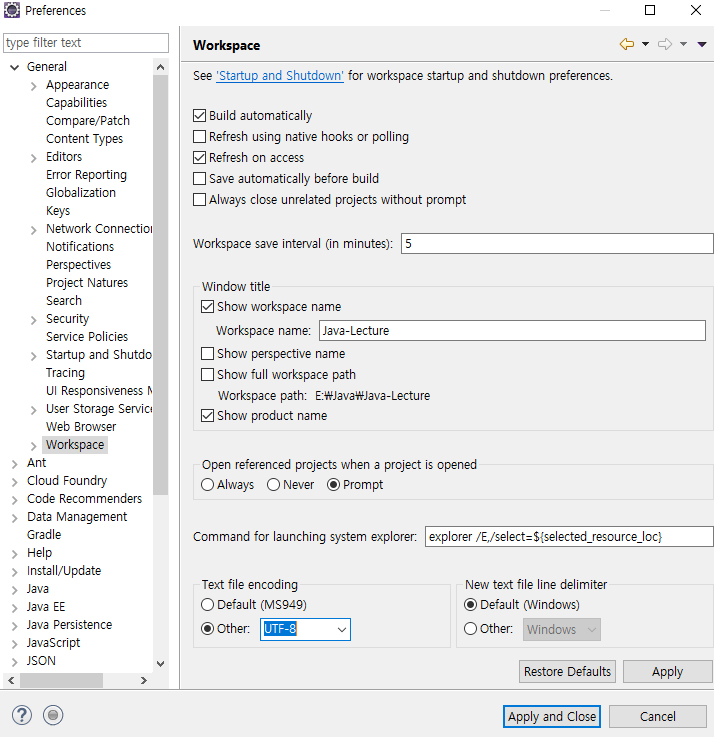 Preferences
type filter text
General
Appearance
Capabilities
Compare/Patch
Content Types
Editors
Error Reporting
Globalization
Keys
Network Connection
Notifications
Perspectives
Project Natures
Search
Security
Service Policies
Startup and Shutdo
Tracing
UI Responsiveness M
User Storage Service
Web Browser
Workspace
Ant
Cloud Foundry
Code Recommenders
Data Management
Gradle
Help
Install/Update
Java
Java EE
Java Persistence
JavaScript
JSON
Workspace
See 'Startup and Shutdown' for workspace startup and shutdown preferences.
Build automatically
Refresh using native hooks or polling
Refresh on access
Save automatically before build
Always close unrelated projects without prompt
Workspace save interval (in minutes): 5
Window title
Show workspace name
Workspace name: Java-Lecture
Show perspective name
Show full workspace path
Workspace path: E:₩Java₩Java-Lecture
Show product name
Open referenced projects when a project is opened
Always Never Prompt
Command for launching system explorer: explorer /E,/select=${selected_resource_loc}
Text file encoding
Default (MS949)
Other: UTF-8
New text file line delimiter
Default (Windows)
Other: Windows
Restore Defaults Apply
? Apply and Close Cancel